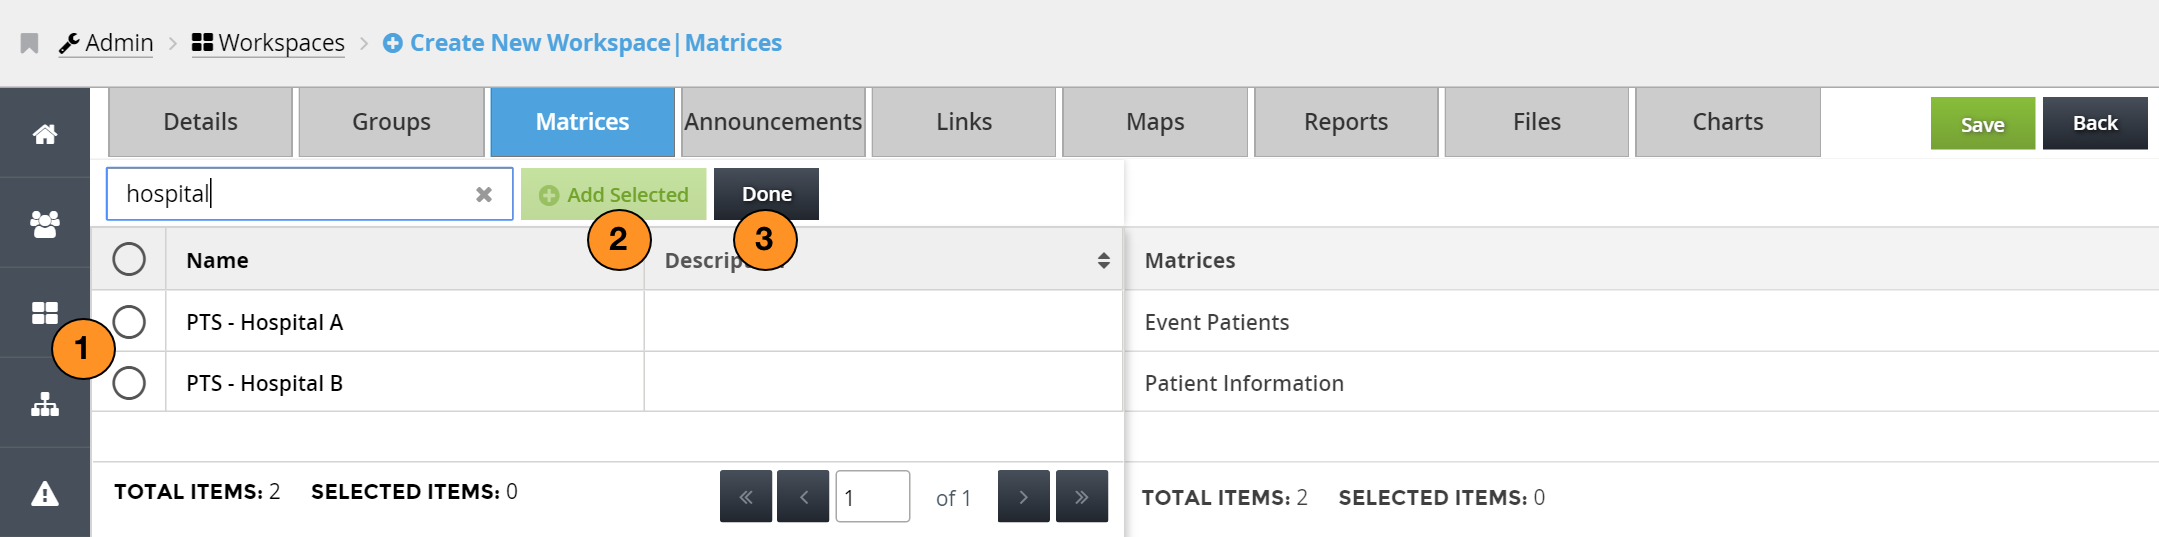 Admin > Workspaces > Create New Workspace|Matrices
Details Groups Matrices Announcements Links Maps Reports Files Charts Save Back
hospital Add Selected Done
1
2
3
Name
Matrices
PTS - Hospital A Event Patients
PTS - Hospital B Patient Information
TOTAL ITEMS: 2 SELECTED ITEMS: 0 « < 1 of 1 > » TOTAL ITEMS: 2 SELECTED ITEMS: 0